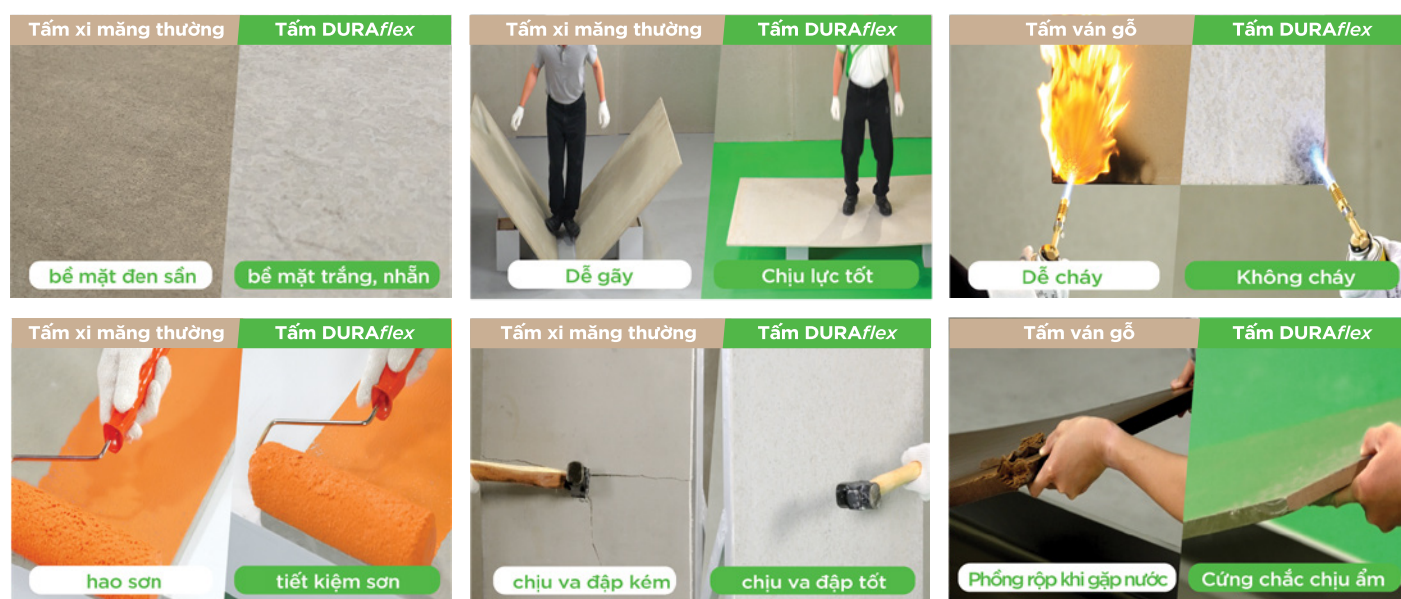 Tấm xi măng thường
Tấm DURAflex
bề mặt đen sần
bề mặt trắng, nhẵn
Tấm xi măng thường
Tấm DURAflex
Dễ gãy
Chịu lực tốt
Tấm ván gỗ
Tấm DURAflex
Dễ cháy
Không cháy
Tấm xi măng thường
Tấm DURAflex
hao sơn
tiết kiệm sơn
Tấm xi măng thường
Tấm DURAflex
chịu va đập kém
chịu va đập tốt
Tấm ván gỗ
Tấm DURAflex
Phồng rộp khi gặp nước
Cứng chắc chịu ẩm